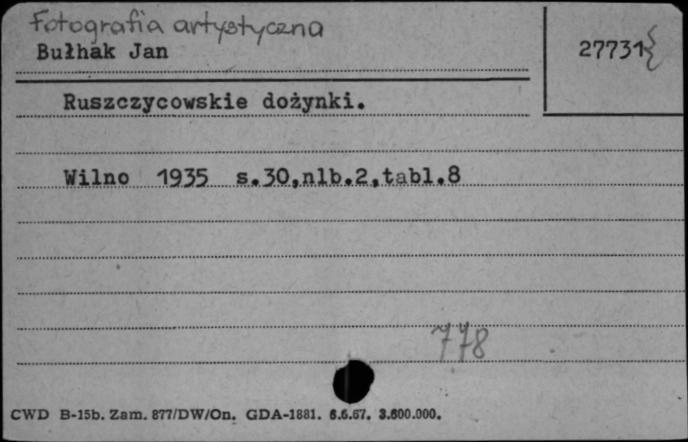 Fotografia artystyczna
Bułhak Jan
27731
Ruszczycowskie dożynki.
Wilno 1935 s.30,nlb.2,tabl.8
778
CWD B-15b. Zam. 877/DW/On. GDA-1881. 6.6.67. 3.600.000.